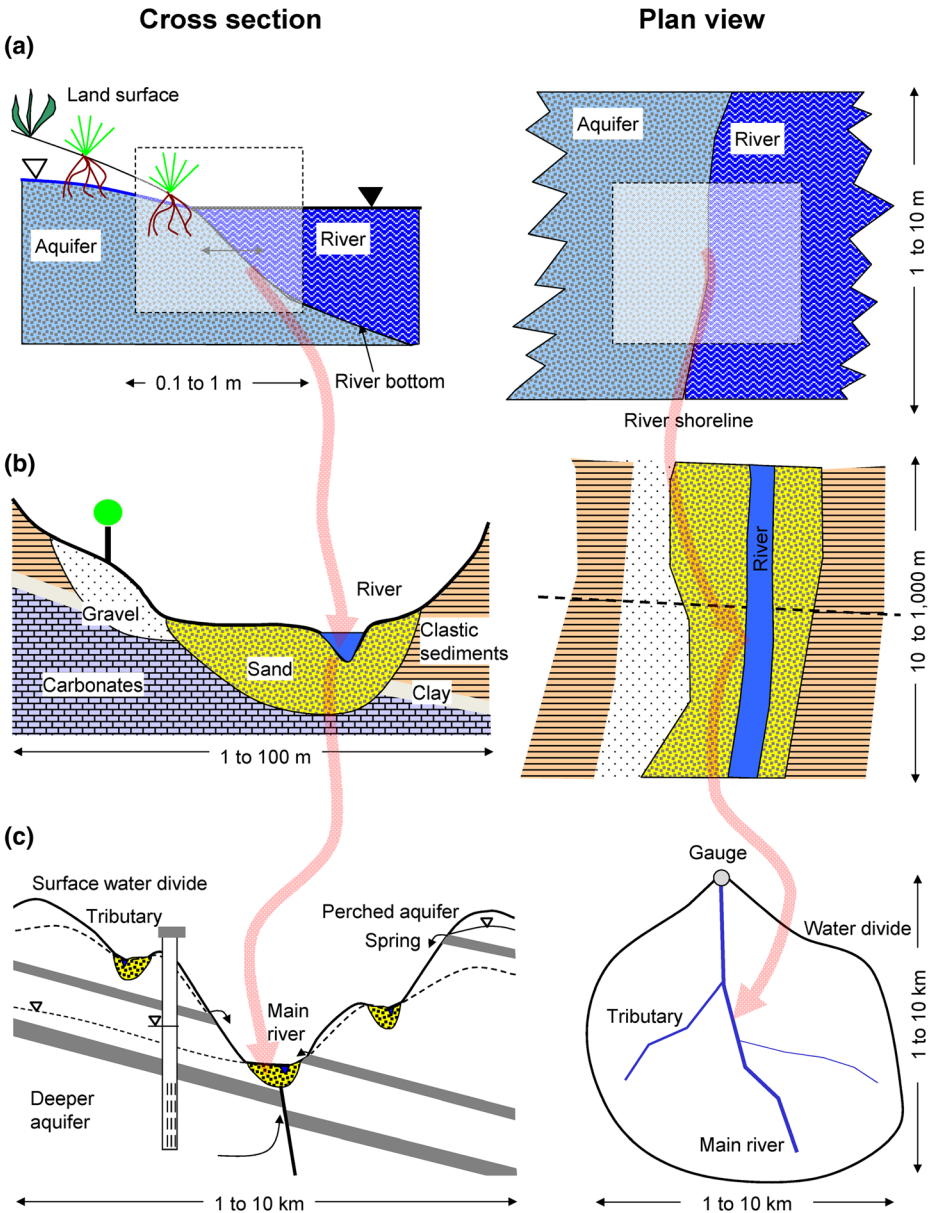 Cross section
Plan view
(a)
Land surface
Aquifer
River
0.1 to 1 m
River bottom
Aquifer
River
1 to 10 m
River shoreline
(b)
Gravel
River
Sand
Clastic
sediments
Carbonates
Clay
1 to 100 m
River
10 to 1,000 m
(c)
Surface water divide
Tributary
Perched aquifer
Spring
Main
river
Deeper
aquifer
1 to 10 km
Gauge
Water divide
Tributary
Main river
1 to 10 km
1 to 10 km